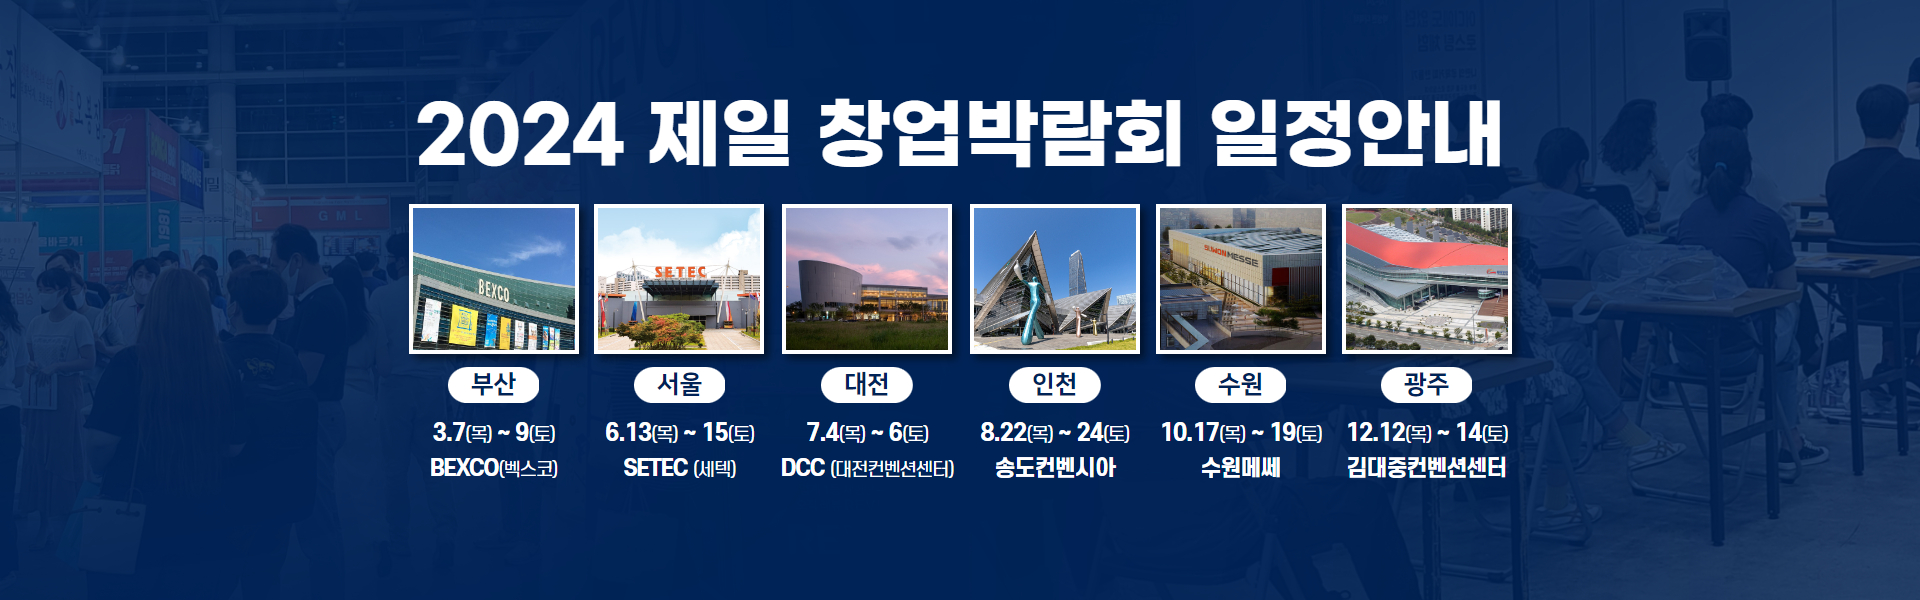 2024 제일 창업박람회 일정안내
BEXCO
SETEC
SUWONMESSE
부산
서울
대전
인천
수원
광주
3.7(목) ~ 9(토)
6.13(목) ~ 15(토)
7.4(목) ~ 6(토)
8.22(목) ~ 24(토)
10.17(목) ~ 19(토)
12.12(목) ~ 14(토)
BEXCO(벡스코)
SETEC (세텍)
DCC (대전컨벤션센터)
송도컨벤시아
수원메쎄
김대중컨벤션센터
GML